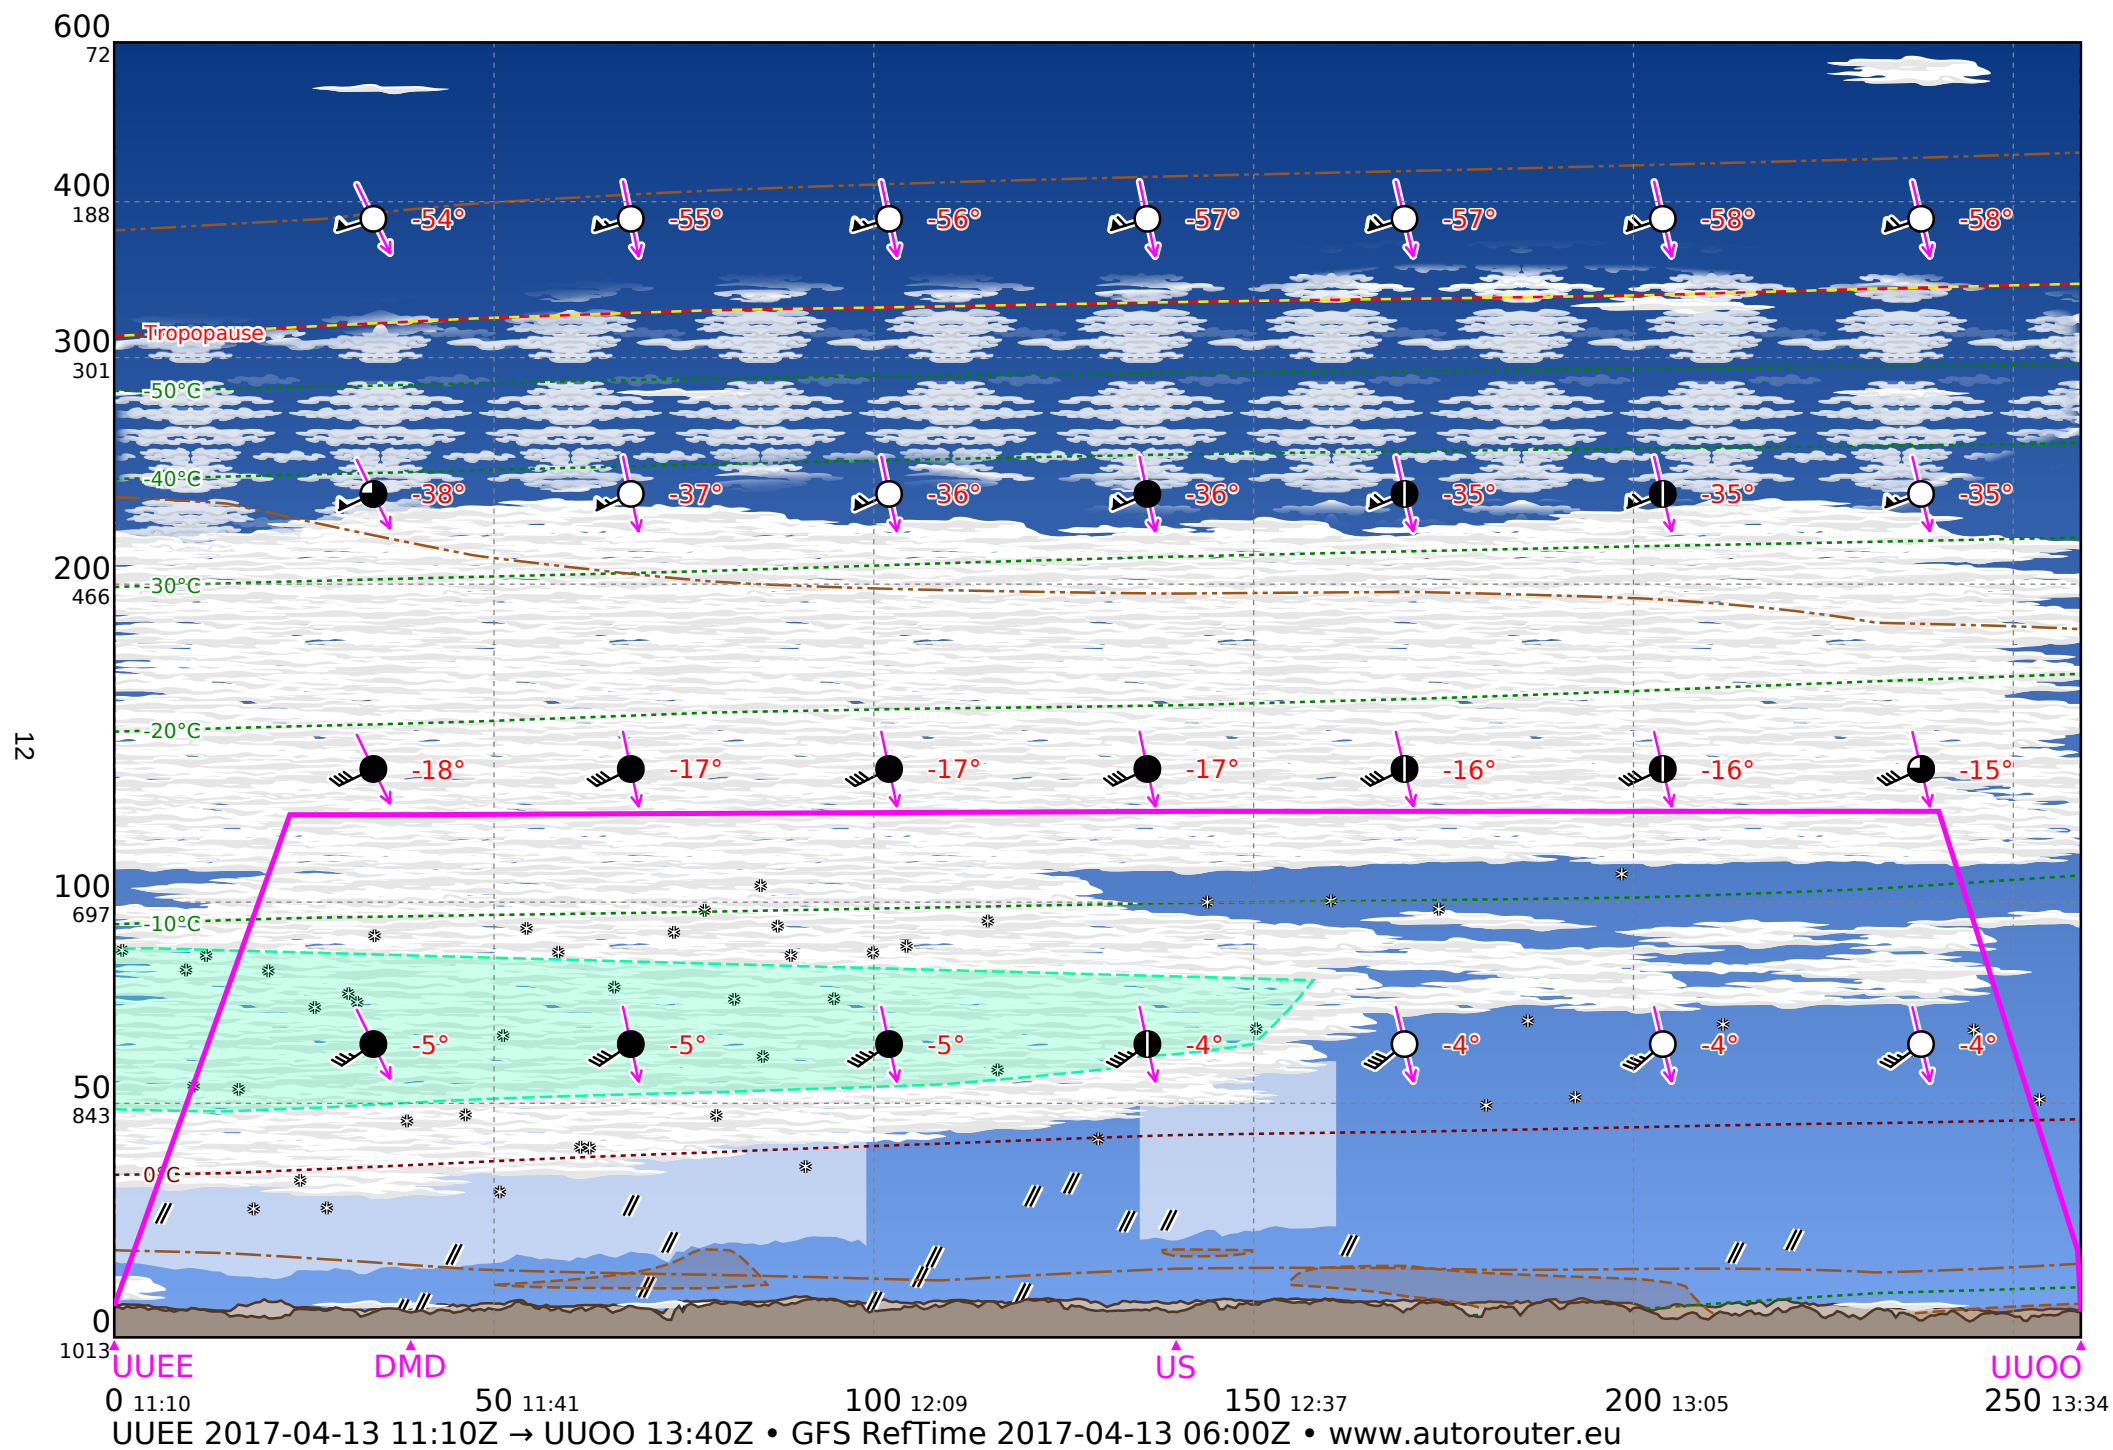 600
72
400
188
-54° -55° -56° -57° -57° -58° -58°
Tropopause
300
301
-50°C
-40°C
-38° -37° -36° -36° -35° -35° -35°
200
466
-30°C
-20°C
12
-18° -17° -17° -17° -16° -16° -15°
100
697
-10°C
-5° -5° -5° -4° -4° -4° -4°
50
843
0°C
0
1013
UUEE DMD US UUOO
0 11:10 50 11:41 100 12:09 150 12:37 200 13:05 250 13:34
UUEE 2017-04-13 11:10Z → UUOO 13:40Z • GFS RefTime 2017-04-13 06:00Z • www.autorouter.eu